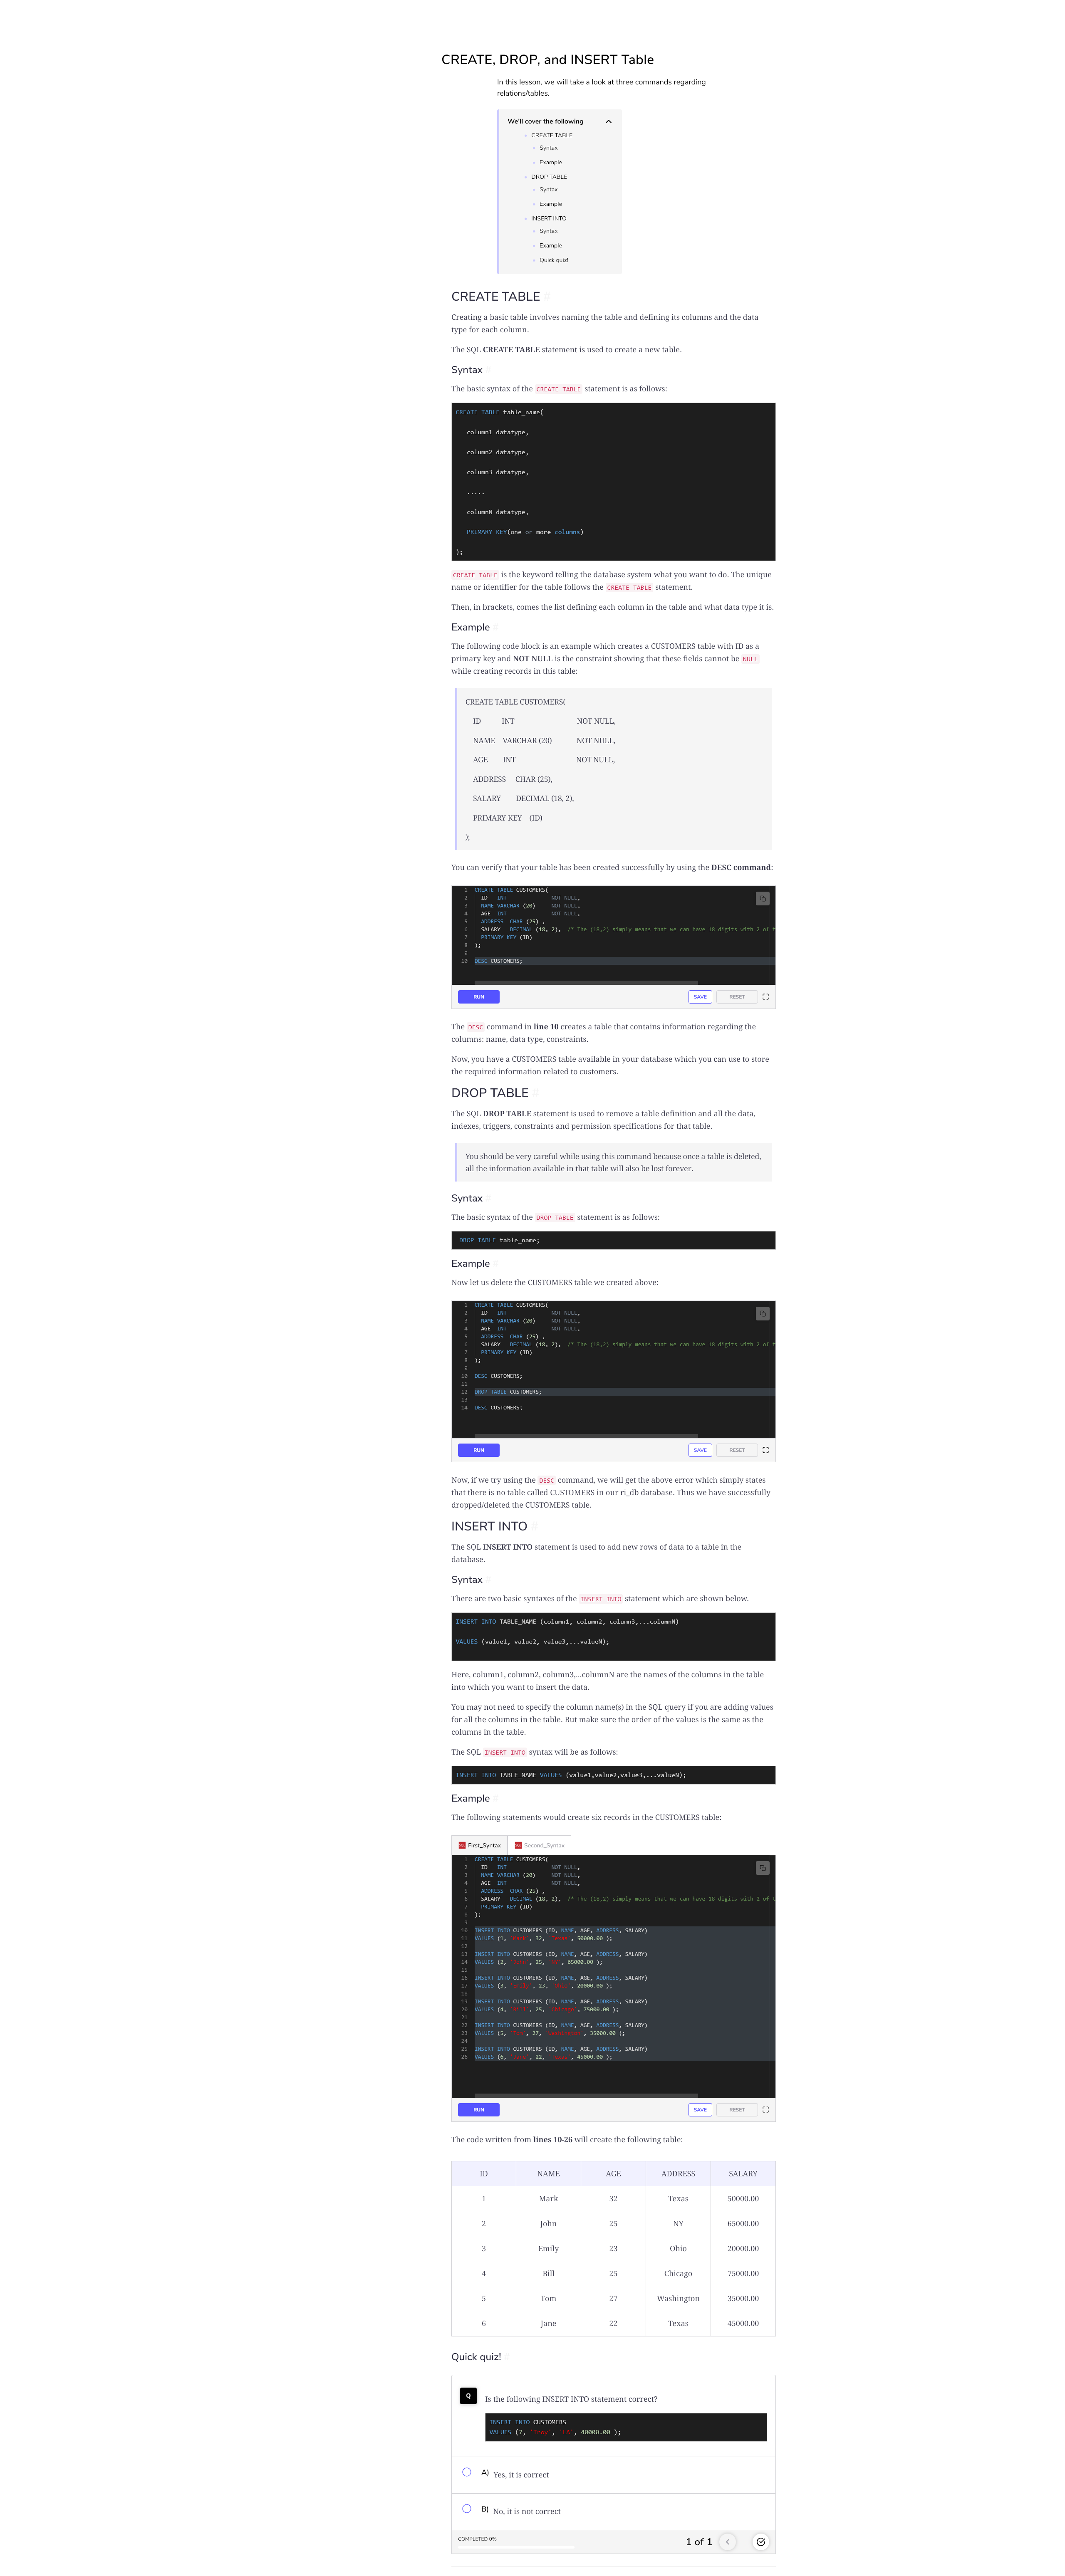 CREATE, DROP, and INSERT Table
In this lesson, we will take a look at three commands regarding
relations/tables.
We'll cover the following
CREATE TABLE
Syntax
Example
DROP TABLE
Syntax
Example
INSERT INTO
Syntax
Example
Quick quiz!
CREATE TABLE
Creating a basic table involves naming the table and defining its columns and the data
type for each column.
The SQL CREATE TABLE statement is used to create a new table.
Syntax
The basic syntax of the CREATE TABLE statement is as follows:
CREATE TABLE table_name(
column1 datatype,
column2 datatype,
column3 datatype,
.....
columnN datatype,
PRIMARY KEY(one or more columns)
);
CREATE TABLE is the keyword telling the database system what you want to do. The unique
name or identifier for the table follows the CREATE TABLE statement.
Then, in brackets, comes the list defining each column in the table and what data type it is.
Example
The following code block is an example which creates a CUSTOMERS table with ID as a
primary key and NOT NULL is the constraint showing that these fields cannot be NULL
while creating records in this table:
CREATE TABLE CUSTOMERS(
ID INT NOT NULL,
NAME VARCHAR (20) NOT NULL,
AGE INT NOT NULL,
ADDRESS CHAR (25),
SALARY DECIMAL (18, 2),
PRIMARY KEY (ID)
);
You can verify that your table has been created successfully by using the DESC command:
1 CREATE TABLE CUSTOMERS(
2 ID INT NOT NULL,
3 NAME VARCHAR (20) NOT NULL,
4 AGE INT NOT NULL,
5 ADDRESS CHAR (25) ,
6 SALARY DECIMAL (18, 2), /* The (18,2) simply means that we can have 18 digits with 2 of t
7 PRIMARY KEY (ID)
8 );
9
10 DESC CUSTOMERS;
RUN SAVE RESET
The DESC command in line 10 creates a table that contains information regarding the
columns: name, data type, constraints.
Now, you have a CUSTOMERS table available in your database which you can use to store
the required information related to customers.
DROP TABLE
The SQL DROP TABLE statement is used to remove a table definition and all the data,
indexes, triggers, constraints and permission specifications for that table.
You should be very careful while using this command because once a table is deleted,
all the information available in that table will also be lost forever.
Syntax
The basic syntax of the DROP TABLE statement is as follows:
DROP TABLE table_name;
Example
Now let us delete the CUSTOMERS table we created above:
1 CREATE TABLE CUSTOMERS(
2 ID INT NOT NULL,
3 NAME VARCHAR (20) NOT NULL,
4 AGE INT NOT NULL,
5 ADDRESS CHAR (25) ,
6 SALARY DECIMAL (18, 2), /* The (18,2) simply means that we can have 18 digits with 2 of t
7 PRIMARY KEY (ID)
8 );
9
10 DESC CUSTOMERS;
11
12 DROP TABLE CUSTOMERS;
13
14 DESC CUSTOMERS;
RUN SAVE RESET
Now, if we try using the DESC command, we will get the above error which simply states
that there is no table called CUSTOMERS in our ri_db database. Thus we have successfully
dropped/deleted the CUSTOMERS table.
INSERT INTO
The SQL INSERT INTO statement is used to add new rows of data to a table in the
database.
Syntax
There are two basic syntaxes of the INSERT INTO statement which are shown below.
INSERT INTO TABLE_NAME (column1, column2, column3,...columnN)
VALUES (value1, value2, value3,...valueN);
Here, column1, column2, column3,...columnN are the names of the columns in the table
into which you want to insert the data.
You may not need to specify the column name(s) in the SQL query if you are adding values
for all the columns in the table. But make sure the order of the values is the same as the
columns in the table.
The SQL INSERT INTO syntax will be as follows:
INSERT INTO TABLE_NAME VALUES (value1,value2,value3,...valueN);
Example
The following statements would create six records in the CUSTOMERS table:
First_Syntax Second_Syntax
1 CREATE TABLE CUSTOMERS(
2 ID INT NOT NULL,
3 NAME VARCHAR (20) NOT NULL,
4 AGE INT NOT NULL,
5 ADDRESS CHAR (25) ,
6 SALARY DECIMAL (18, 2), /* The (18,2) simply means that we can have 18 digits with 2 of t
7 PRIMARY KEY (ID)
8 );
9
10 INSERT INTO CUSTOMERS (ID, NAME, AGE, ADDRESS, SALARY)
11 VALUES (1, 'Mark', 32, 'Texas', 50000.00 );
12
13 INSERT INTO CUSTOMERS (ID, NAME, AGE, ADDRESS, SALARY)
14 VALUES (2, 'John', 25, 'NY', 65000.00 );
15
16 INSERT INTO CUSTOMERS (ID, NAME, AGE, ADDRESS, SALARY)
17 VALUES (3, 'Emily', 23, 'Ohio', 20000.00 );
18
19 INSERT INTO CUSTOMERS (ID, NAME, AGE, ADDRESS, SALARY)
20 VALUES (4, 'Bill', 25, 'Chicago', 75000.00 );
21
22 INSERT INTO CUSTOMERS (ID, NAME, AGE, ADDRESS, SALARY)
23 VALUES (5, 'Tom', 27, 'Washington', 35000.00 );
24
25 INSERT INTO CUSTOMERS (ID, NAME, AGE, ADDRESS, SALARY)
26 VALUES (6, 'Jane', 22, 'Texas', 45000.00 );
RUN SAVE RESET
The code written from lines 10-26 will create the following table:
ID NAME AGE ADDRESS SALARY
1 Mark 32 Texas 50000.00
2 John 25 NY 65000.00
3 Emily 23 Ohio 20000.00
4 Bill 25 Chicago 75000.00
5 Tom 27 Washington 35000.00
6 Jane 22 Texas 45000.00
Quick quiz!
Q Is the following INSERT INTO statement correct?
INSERT INTO CUSTOMERS
VALUES (7, 'Trey', 'LA', 40000.00 );
A) Yes, it is correct
B) No, it is not correct
COMPLETED 0% 1 of 1